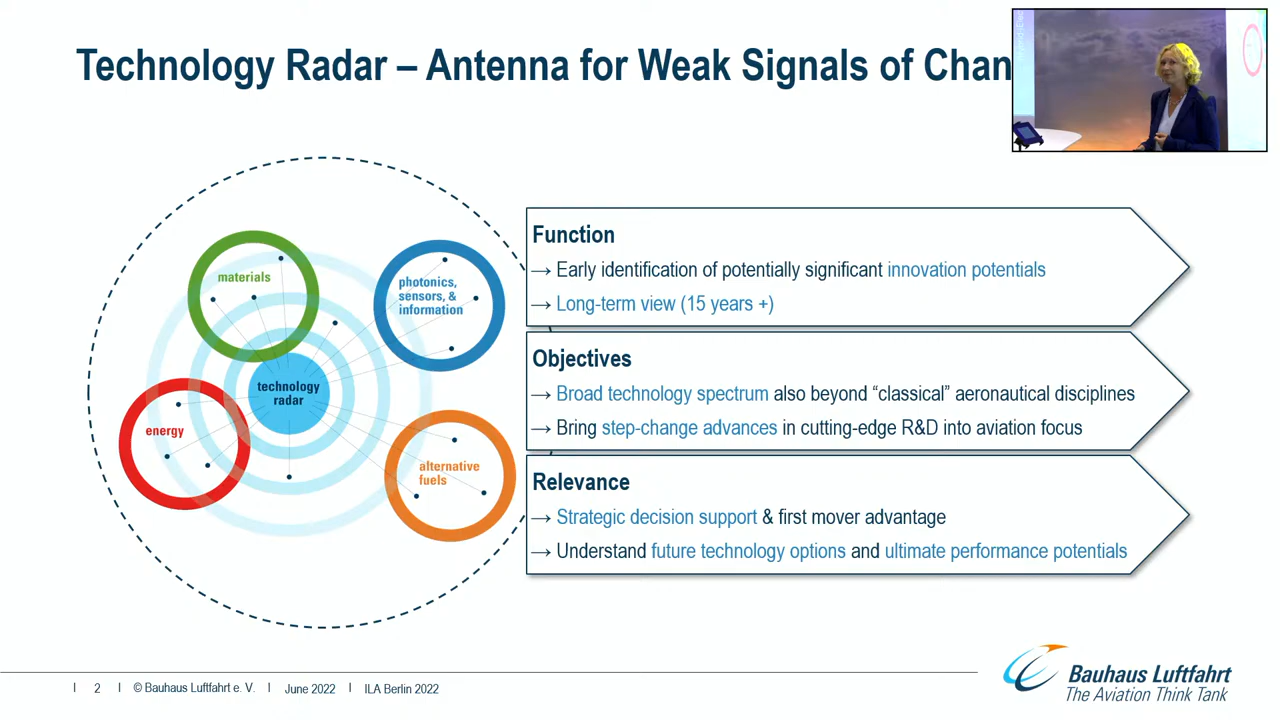 Technology Radar – Antenna for Weak Signals of Chan
materials
photonics,
sensors, &
information
technology
radar
energy
alternative
fuels
Function
→ Early identification of potentially significant innovation potentials
→ Long-term view (15 years +)
Objectives
→ Broad technology spectrum also beyond “classical” aeronautical disciplines
→ Bring step-change advances in cutting-edge R&D into aviation focus
Relevance
→ Strategic decision support & first mover advantage
→ Understand future technology options and ultimate performance potentials
| 2 | © Bauhaus Luftfahrt e. V. | June 2022 | ILA Berlin 2022
Bauhaus Luftfahrt
The Aviation Think Tank